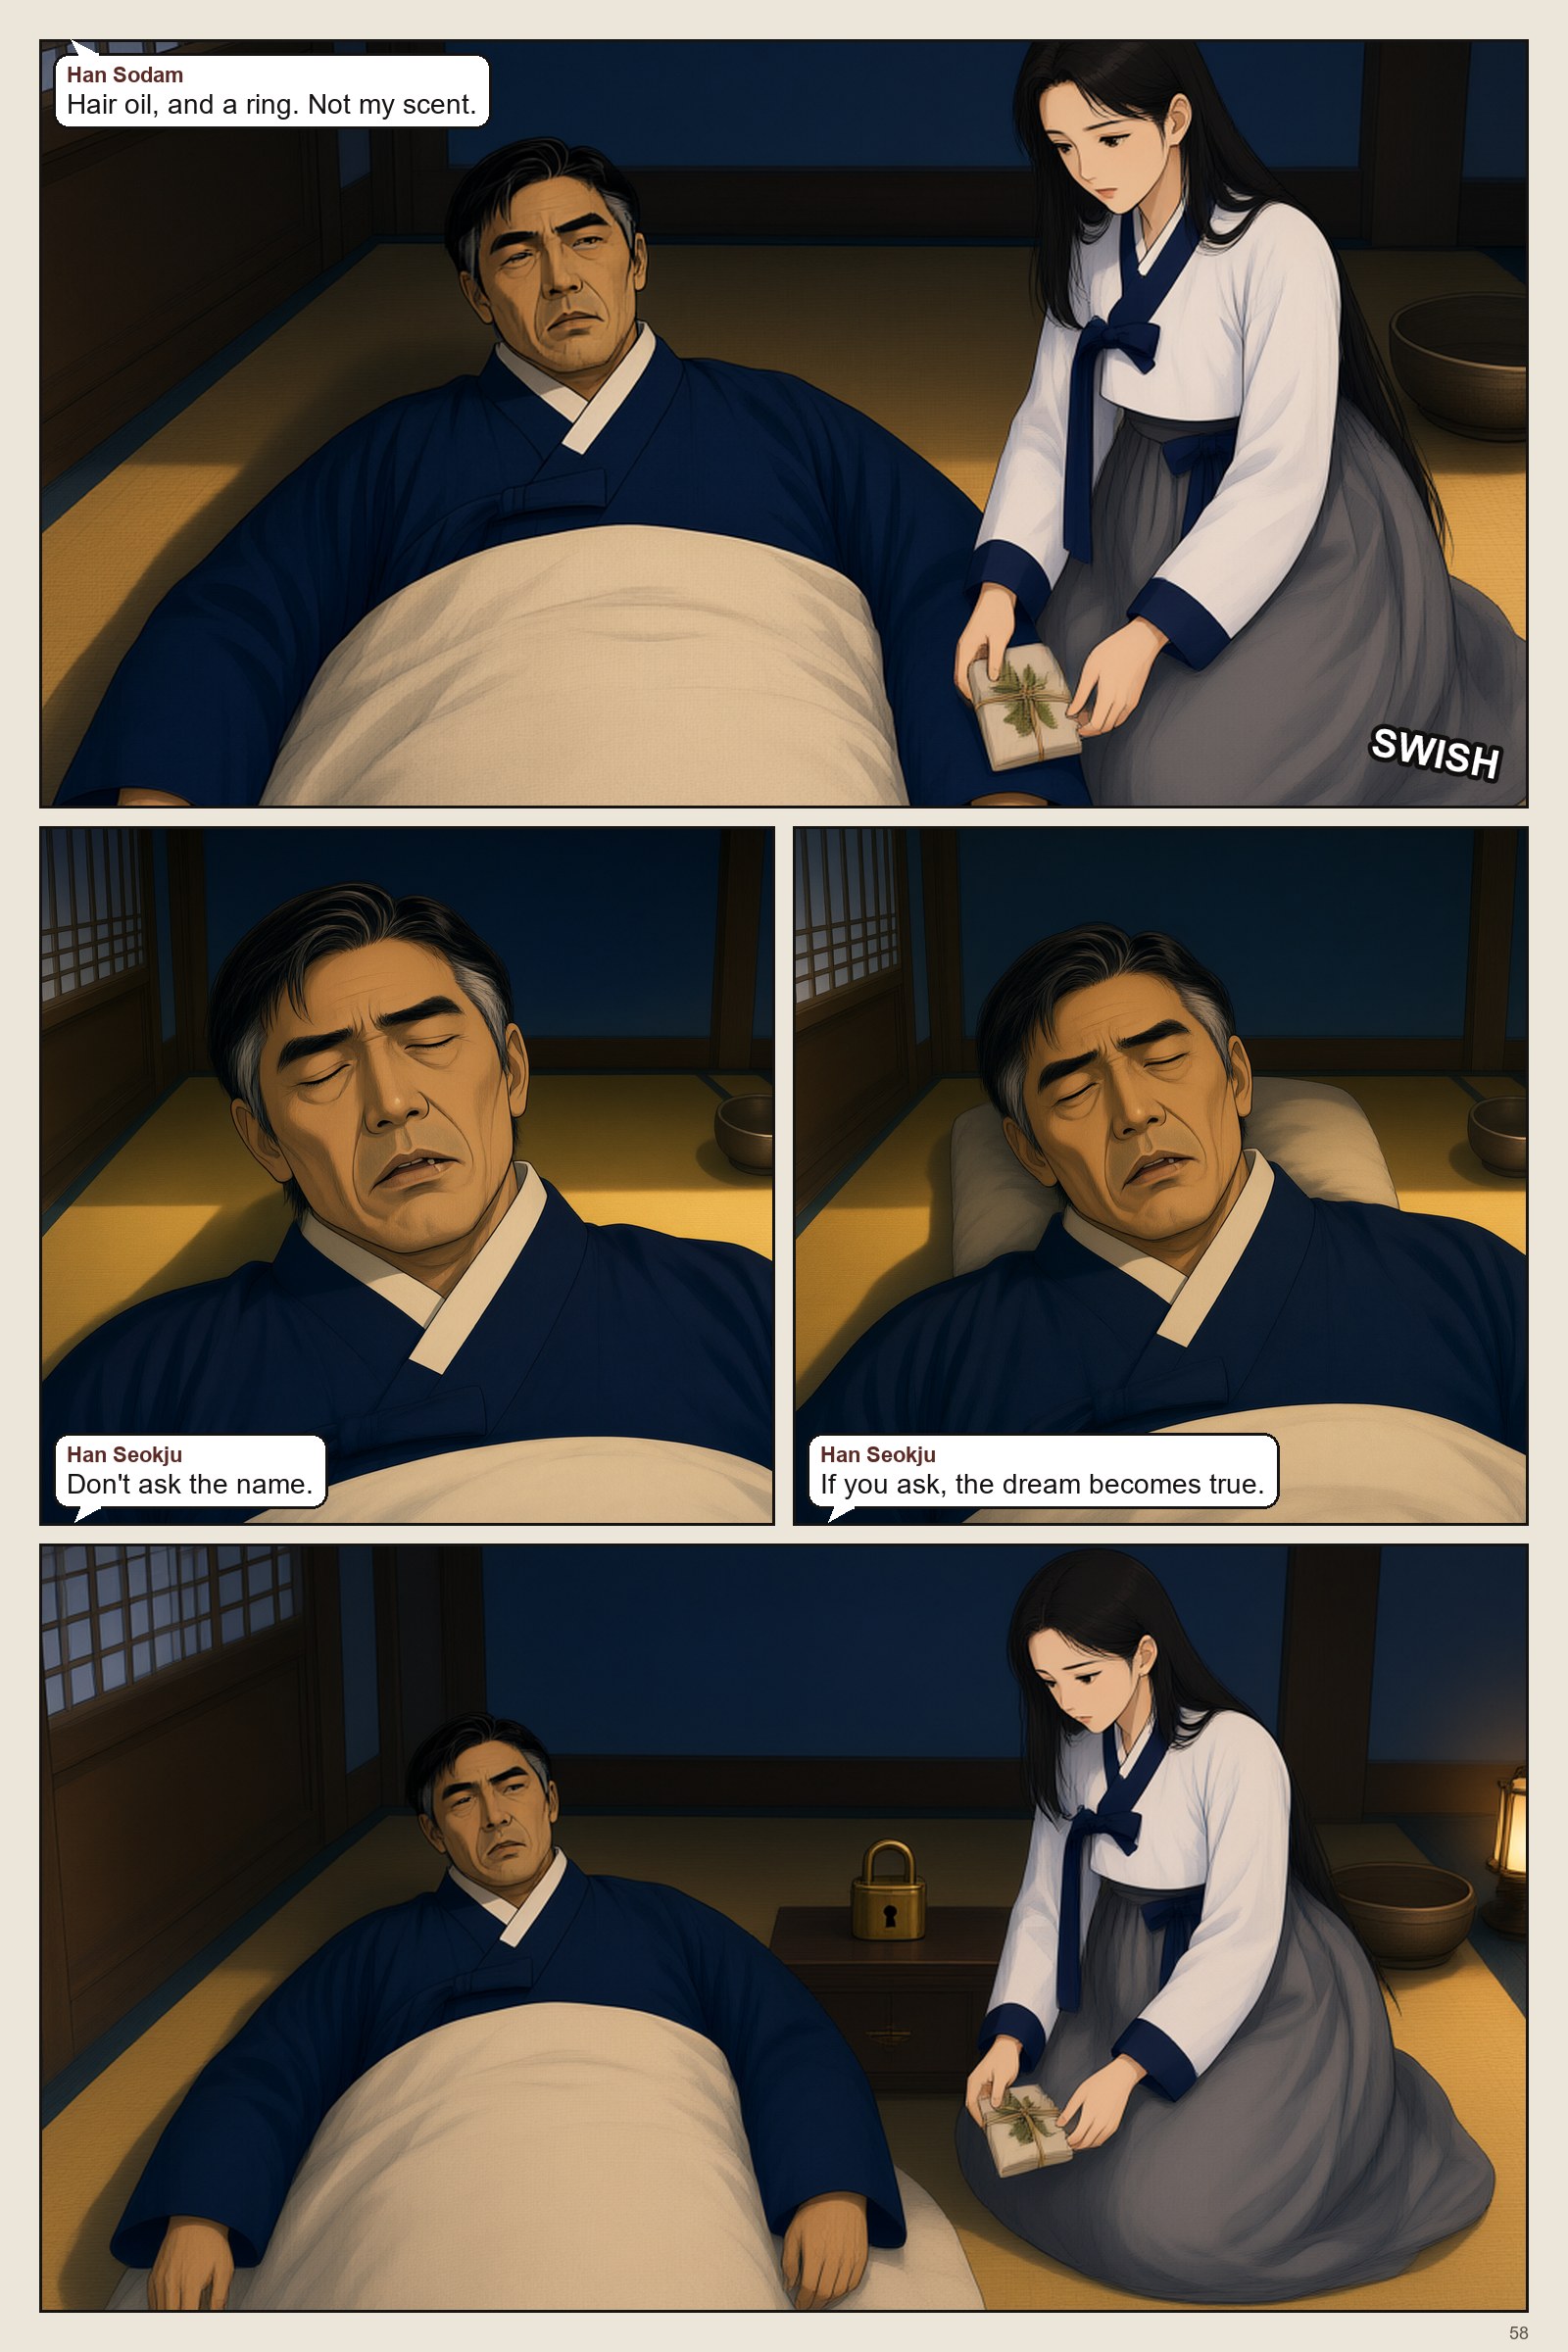 Han Sodam
Hair oil, and a ring. Not my scent.
SWISH
Han Seokju
Don't ask the name.
Han Seokju
If you ask, the dream becomes true.
58